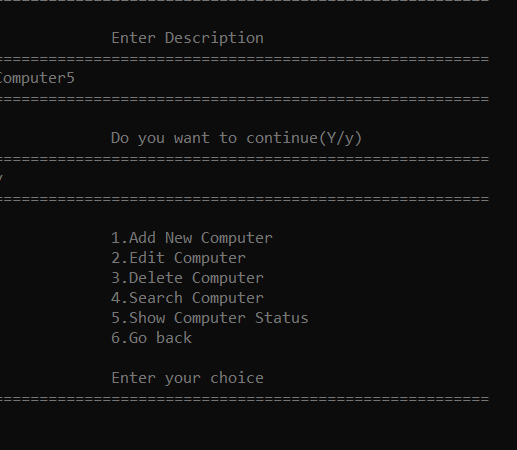 ======================================================
Enter Description
======================================================
Computer5
======================================================
Do you want to continue(Y/y)
======================================================
y
======================================================
1.Add New Computer
2.Edit Computer
3.Delete Computer
4.Search Computer
5.Show Computer Status
6.Go back
Enter your choice
======================================================